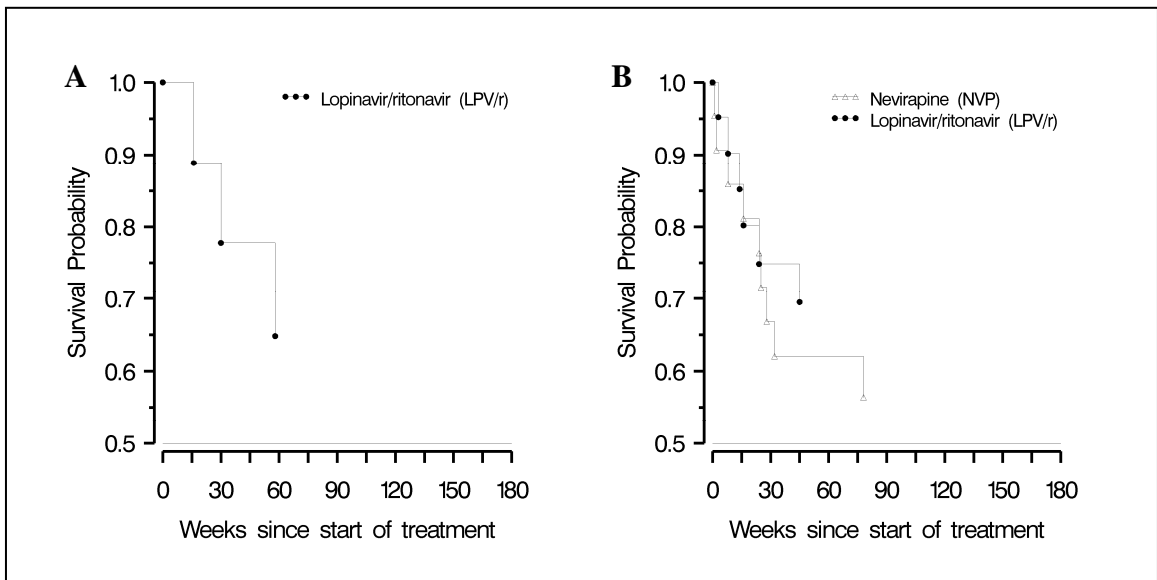 A
Lopinavir/ritonavir (LPV/r)
Survival Probability
1.0
0.9
0.8
0.7
0.6
0.5
0 30 60 90 120 150 180
Weeks since start of treatment
B
Nevirapine (NVP)
Lopinavir/ritonavir (LPV/r)
Survival Probability
1.0
0.9
0.8
0.7
0.6
0.5
0 30 60 90 120 150 180
Weeks since start of treatment